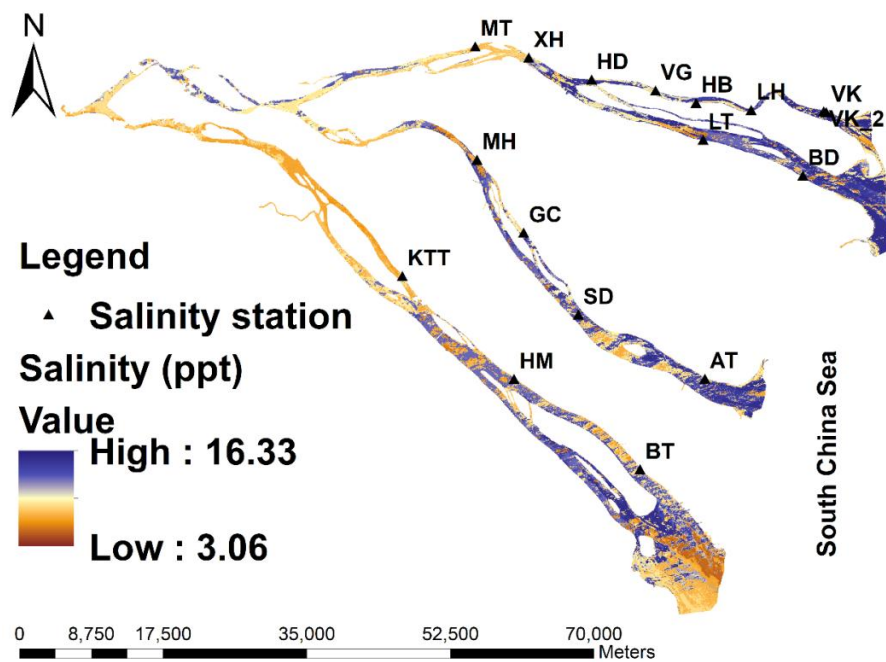 N
MT
XH
HD
VG
HB
LH
VK
VK_2
LT
BD
MH
GC
KTT
SD
HM
AT
BT
South China Sea
Legend
Salinity station
Salinity (ppt)
Value
High : 16.33
Low : 3.06
0 8,750 17,500 35,000 52,500 70,000
Meters